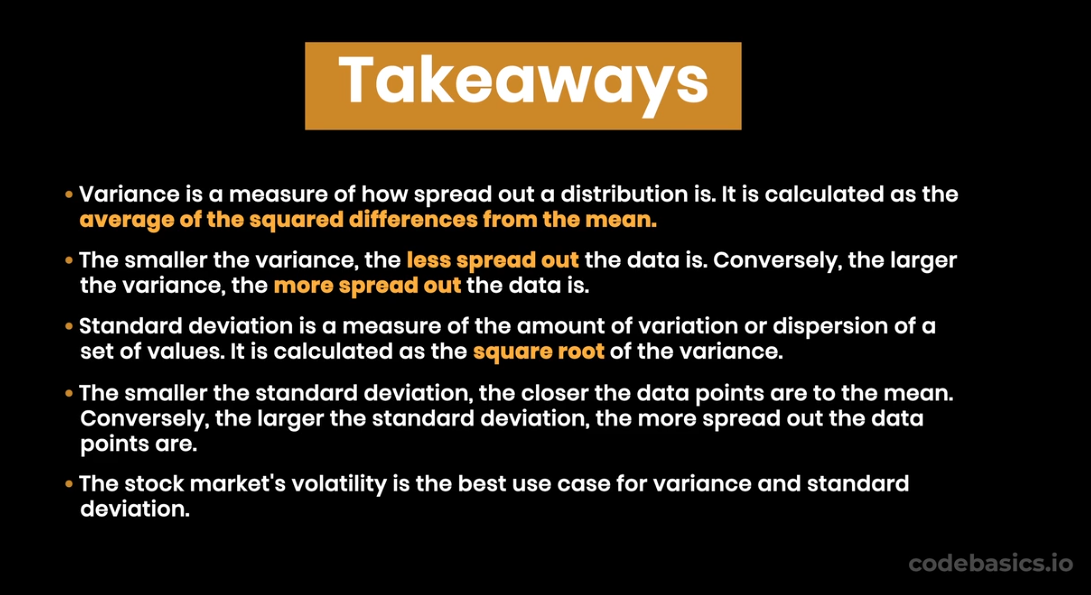 Takeaways
• Variance is a measure of how spread out a distribution is. It is calculated as the
average of the squared differences from the mean.
• The smaller the variance, the less spread out the data is. Conversely, the larger
the variance, the more spread out the data is.
• Standard deviation is a measure of the amount of variation or dispersion of a
set of values. It is calculated as the square root of the variance.
• The smaller the standard deviation, the closer the data points are to the mean.
Conversely, the larger the standard deviation, the more spread out the data
points are.
• The stock market's volatility is the best use case for variance and standard
deviation.
codebasics.io